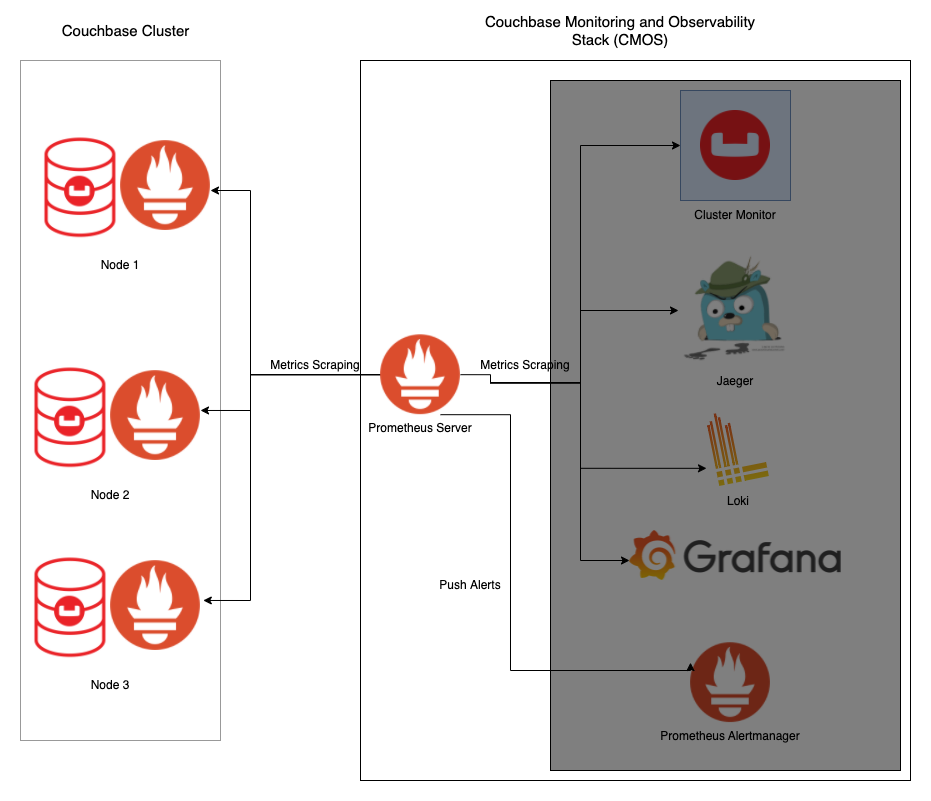 Couchbase Cluster
Couchbase Monitoring and Observability
Stack (CMOS)
Node 1
Node 2
Node 3
Metrics Scraping
Prometheus Server
Metrics Scraping
Push Alerts
Cluster Monitor
Jaeger
Loki
Grafana
Prometheus Alertmanager